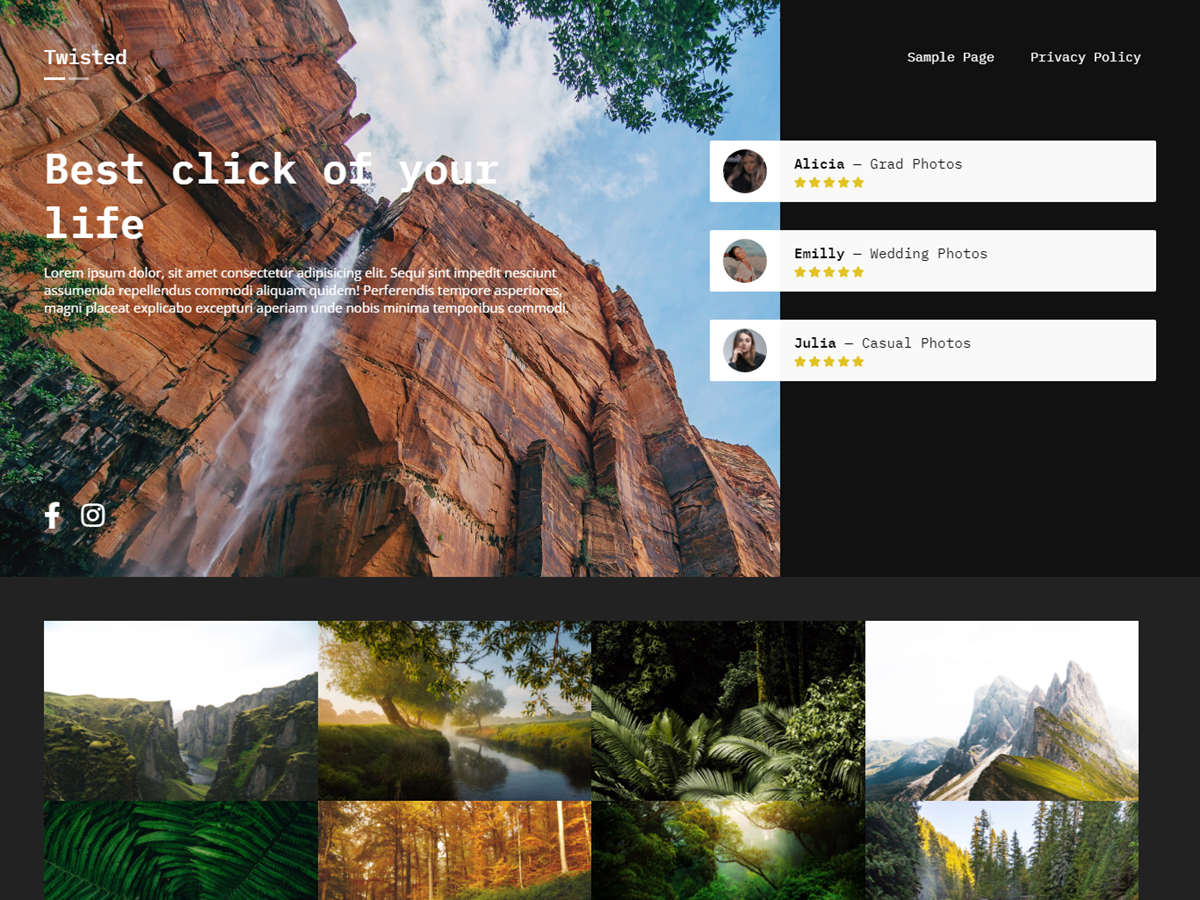 Twisted
Sample Page
Privacy Policy
Best click of your
life
Lorem ipsum dolor, sit amet consectetur adipisicing elit. Sequi sint impedit nesciunt
assumenda repellendus commodi aliquam quidem! Perferendis tempore asperiores,
magni placeat explicabo excepturi aperiam unde nobis minima temporibus commodi.
Alicia — Grad Photos
Emilly — Wedding Photos
Julia — Casual Photos